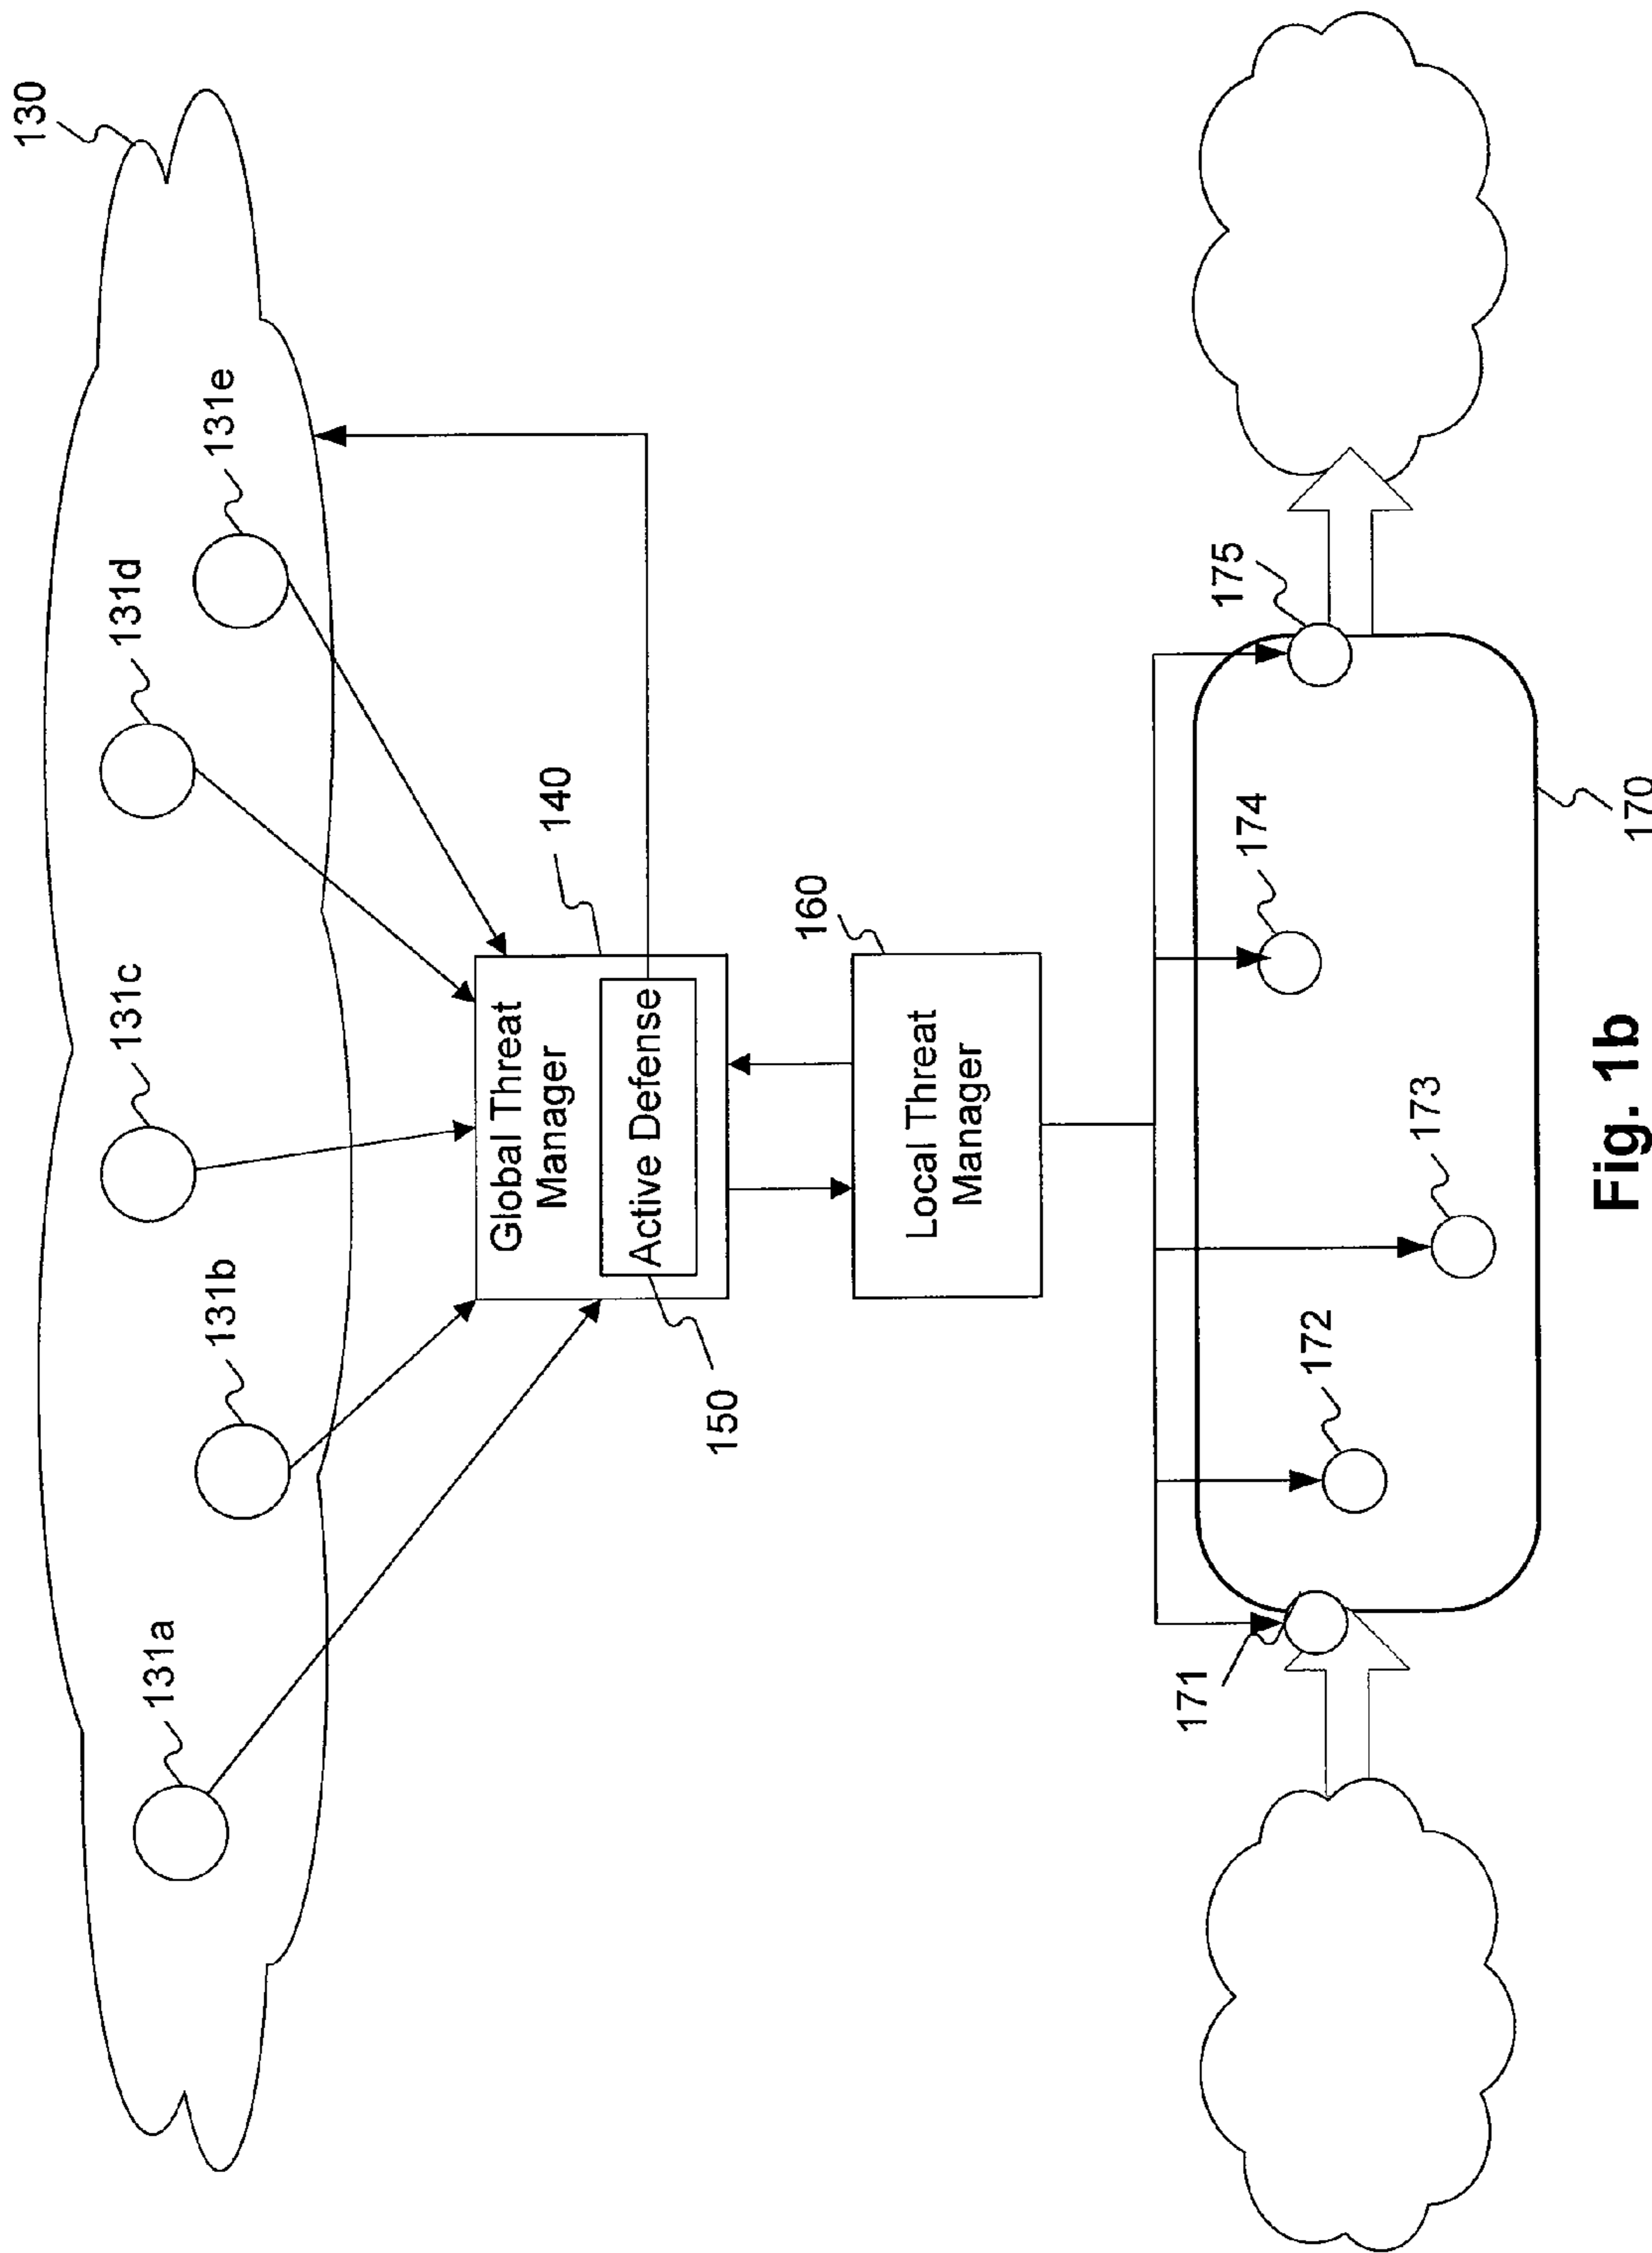 130
131a
131b
131c
131d
131e
Global Threat
Manager
140
Active Defense
150
160
Local Threat
Manager
171
172
173
174
175
170
Fig. 1b